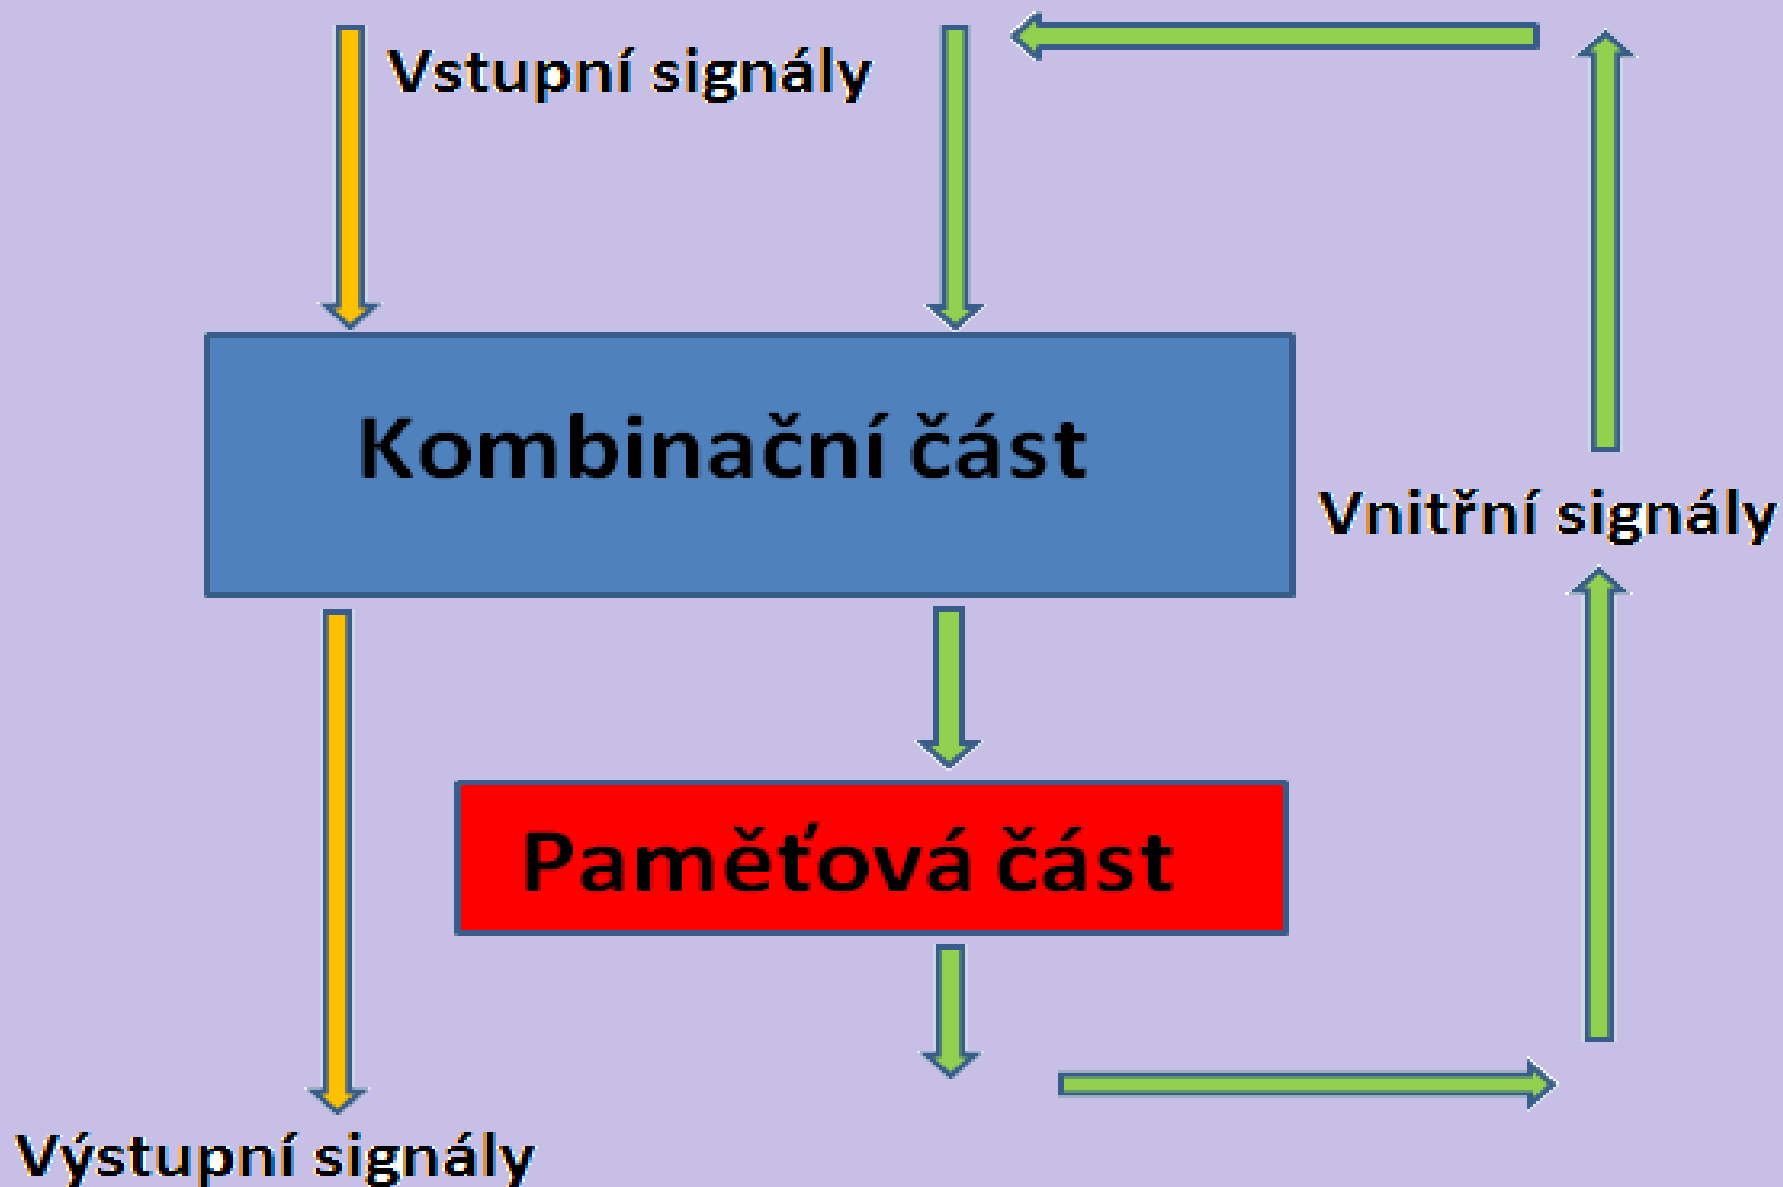 Vstupní signály
Kombinační část
Vnitřní signály
Paměťová část
Výstupní signály